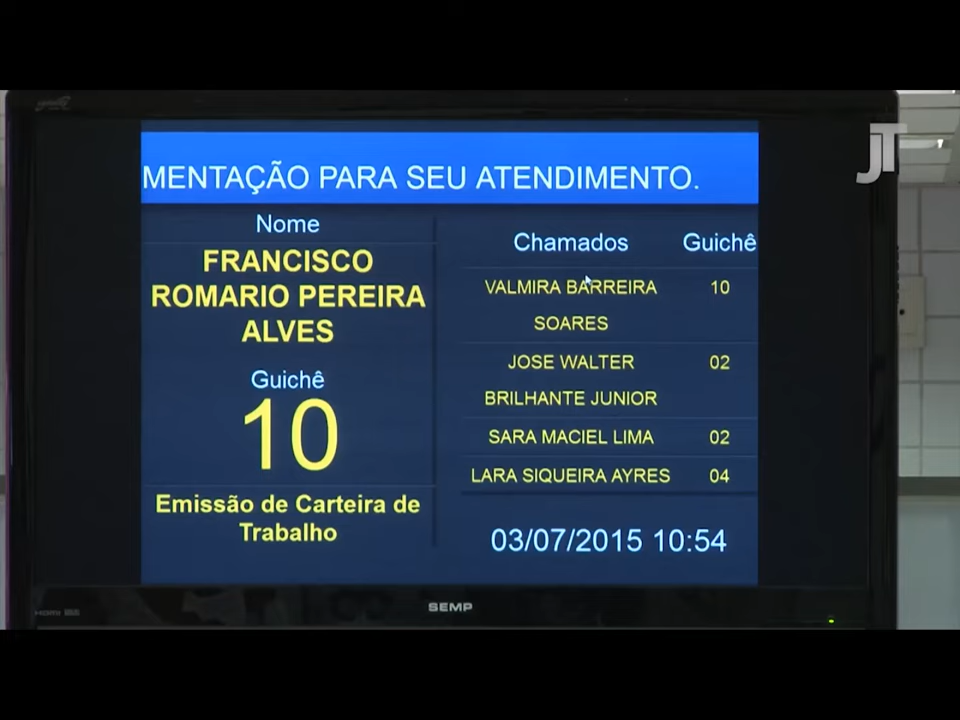 JT
MENTAÇÃO PARA SEU ATENDIMENTO.
Nome
FRANCISCO
ROMARIO PEREIRA
ALVES
Guichê
10
Emissão de Carteira de
Trabalho
Chamados Guichê
VALMIRA BARREIRA 10
SOARES
JOSE WALTER 02
BRILHANTE JUNIOR
SARA MACIEL LIMA 02
LARA SIQUEIRA AYRES 04
03/07/2015 10:54
HDMI
SEMP